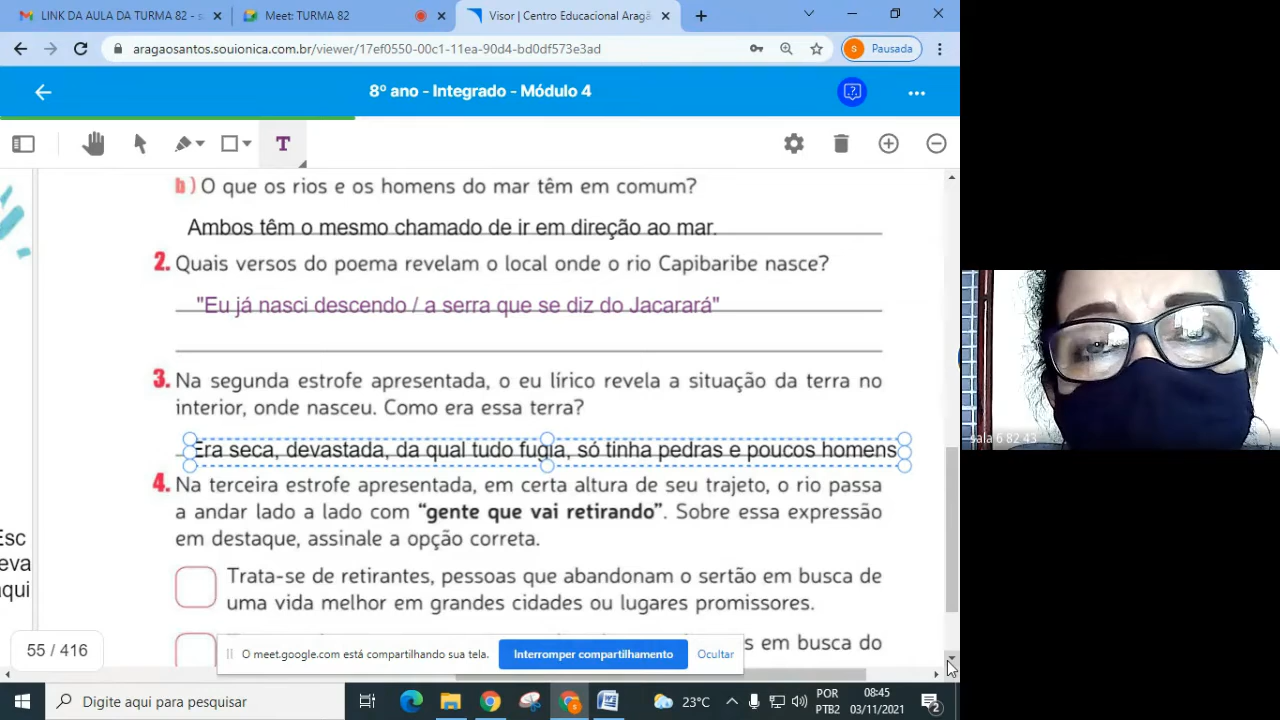 LINK DA AULA DA TURMA 82 - s
Meet: TURMA 82
Visor | Centro Educacional Aragã
aragaosantos.souionica.com.br/viewer/17ef0550-00c1-11ea-90d4-bd0df573e3ad
S
Pausada
8º ano - Integrado - Módulo 4
T
b) O que os rios e os homens do mar têm em comum?
Ambos têm o mesmo chamado de ir em direção ao mar.
2. Quais versos do poema revelam o local onde o rio Capibaribe nasce?
"Eu já nasci descendo / a serra que se diz do Jacarará"
3. Na segunda estrofe apresentada, o eu lírico revela a situação da terra no
interior, onde nasceu. Como era essa terra?
Era seca, devastada, da qual tudo fugia, só tinha pedras e poucos homens
4. Na terceira estrofe apresentada, em certa altura de seu trajeto, o rio passa
a andar lado a lado com “gente que vai retirando”. Sobre essa expressão
em destaque, assinale a opção correta.
Trata-se de retirantes, pessoas que abandonam o sertão em busca de
uma vida melhor em grandes cidades ou lugares promissores.
s em busca do
Esc
eva
aqui
55 / 416
O meet.google.com está compartilhando sua tela.
Interromper compartilhamento
Ocultar
sala 6 82 43
Digite aqui para pesquisar
23°C
POR
PTB2
08:45
03/11/2021
2